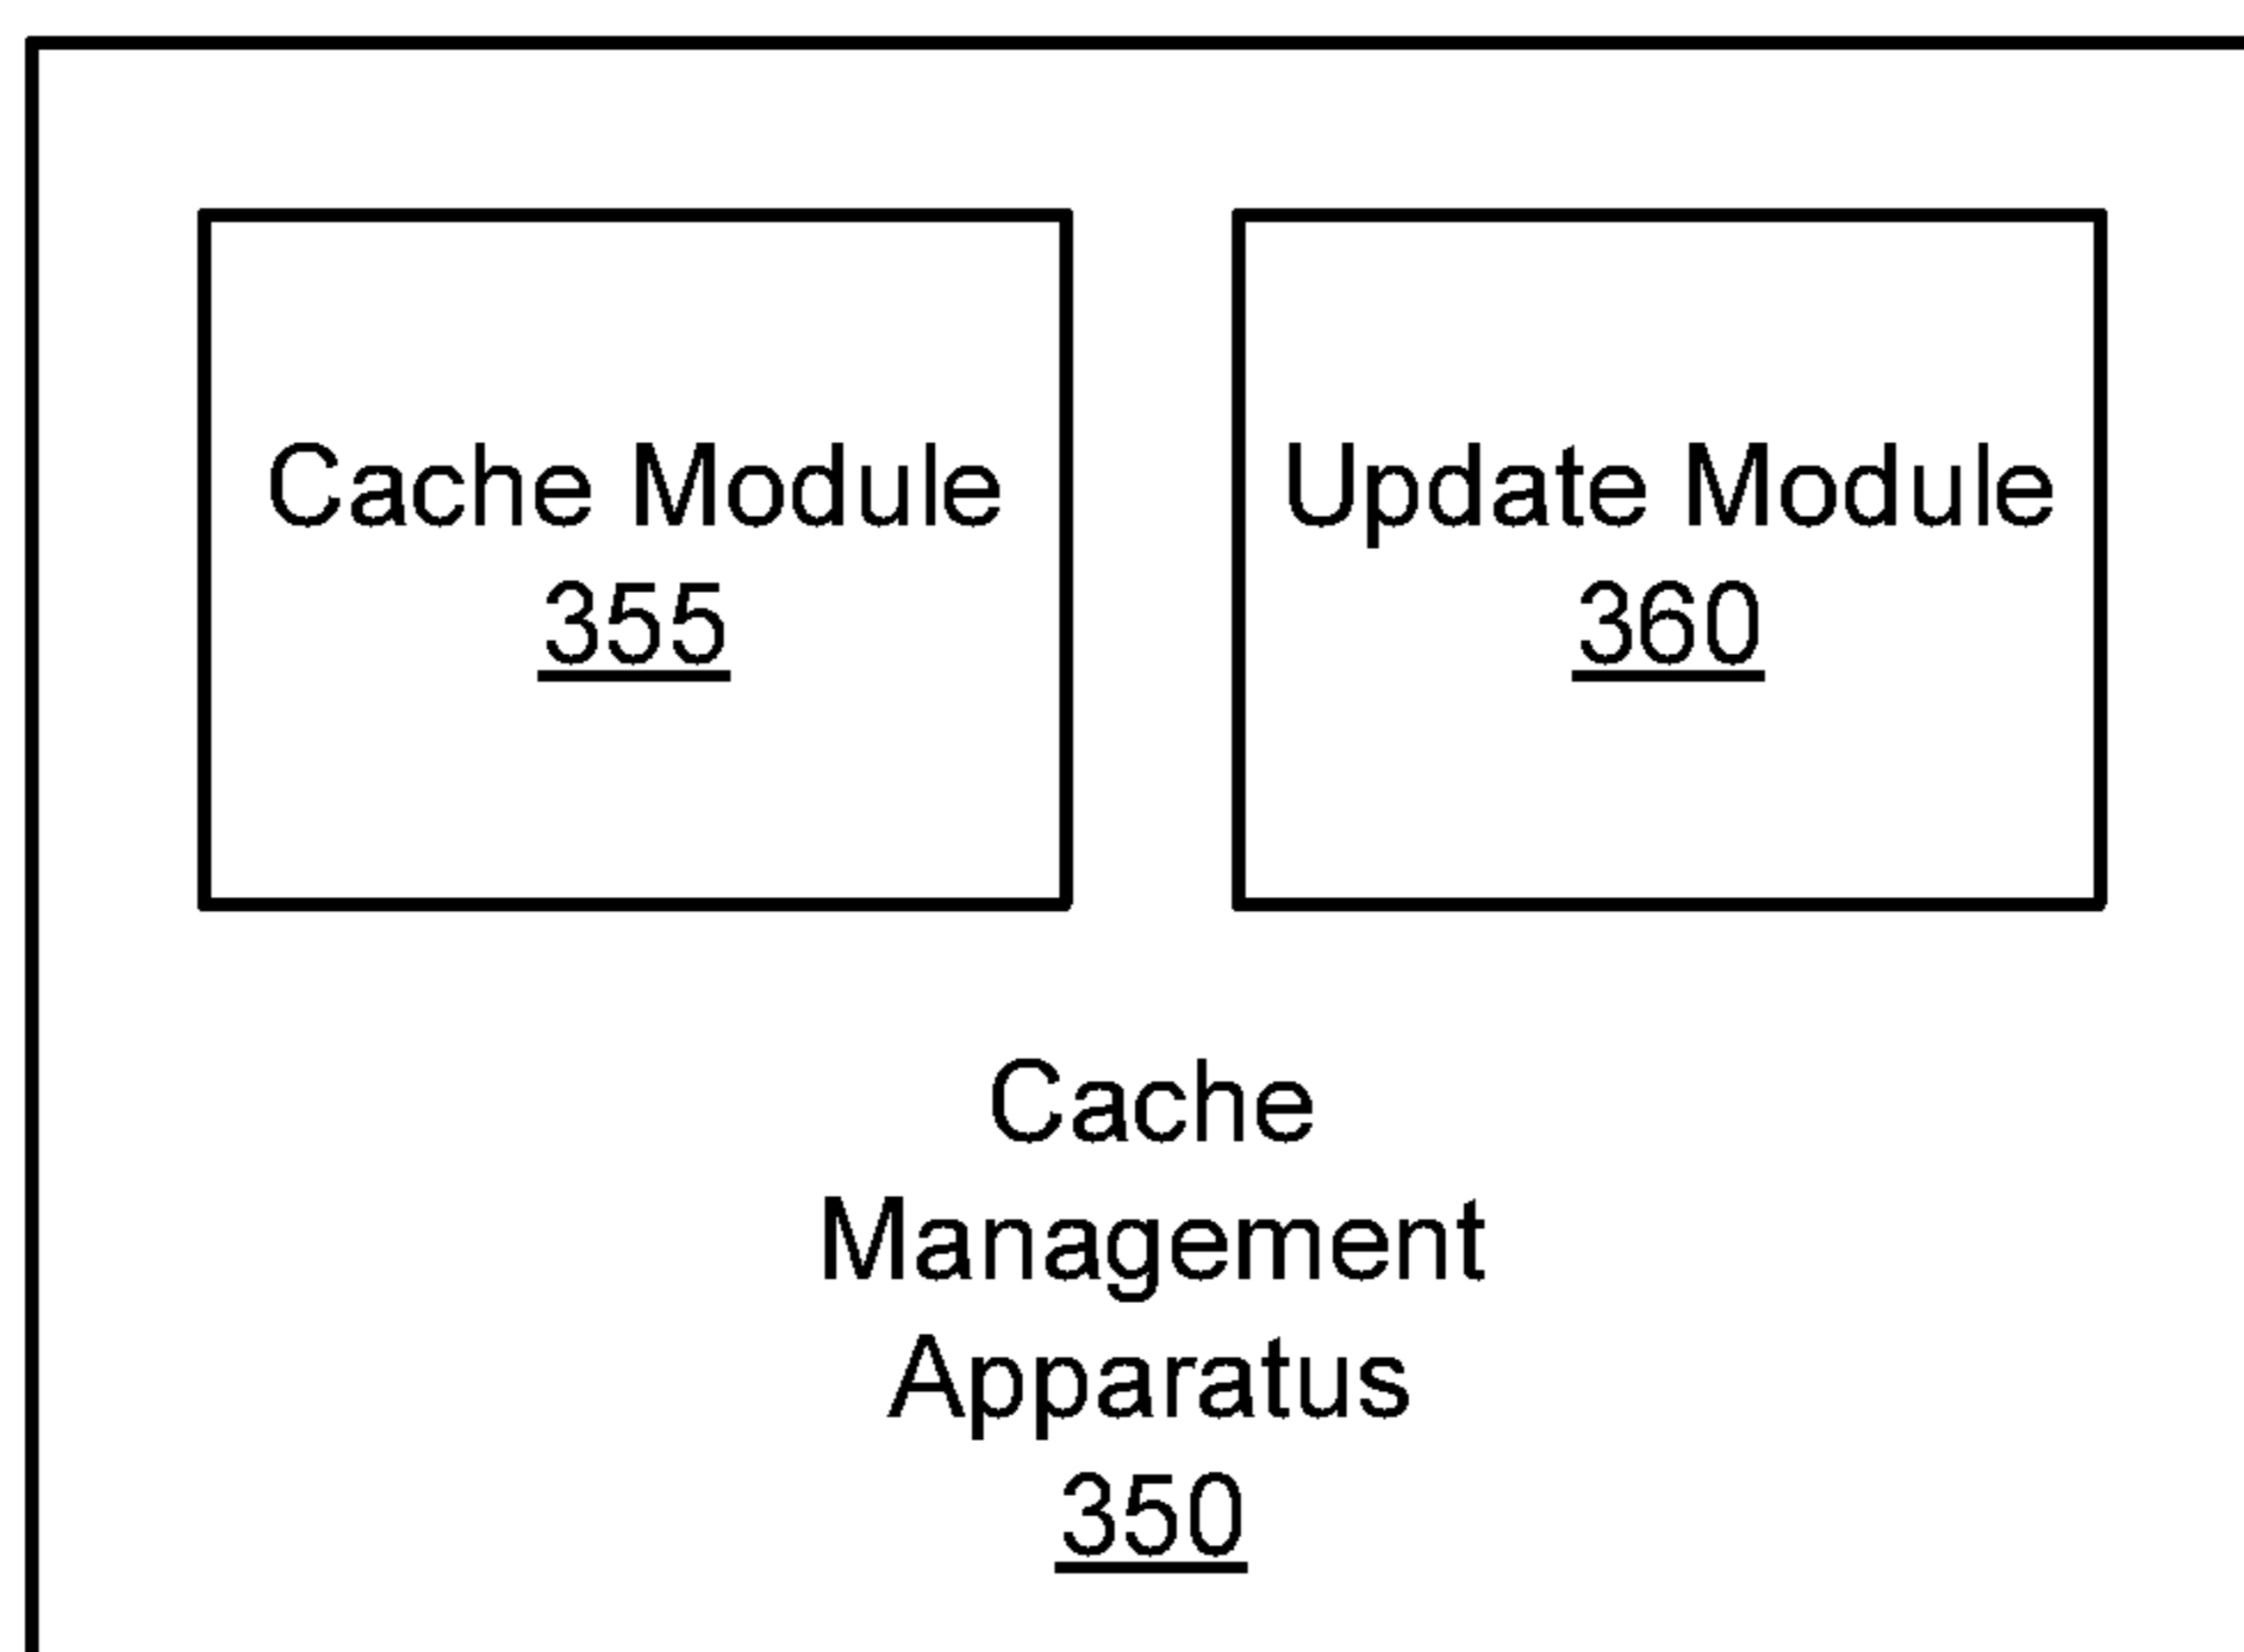 Cache Module
355
Update Module
360
Cache
Management
Apparatus
350